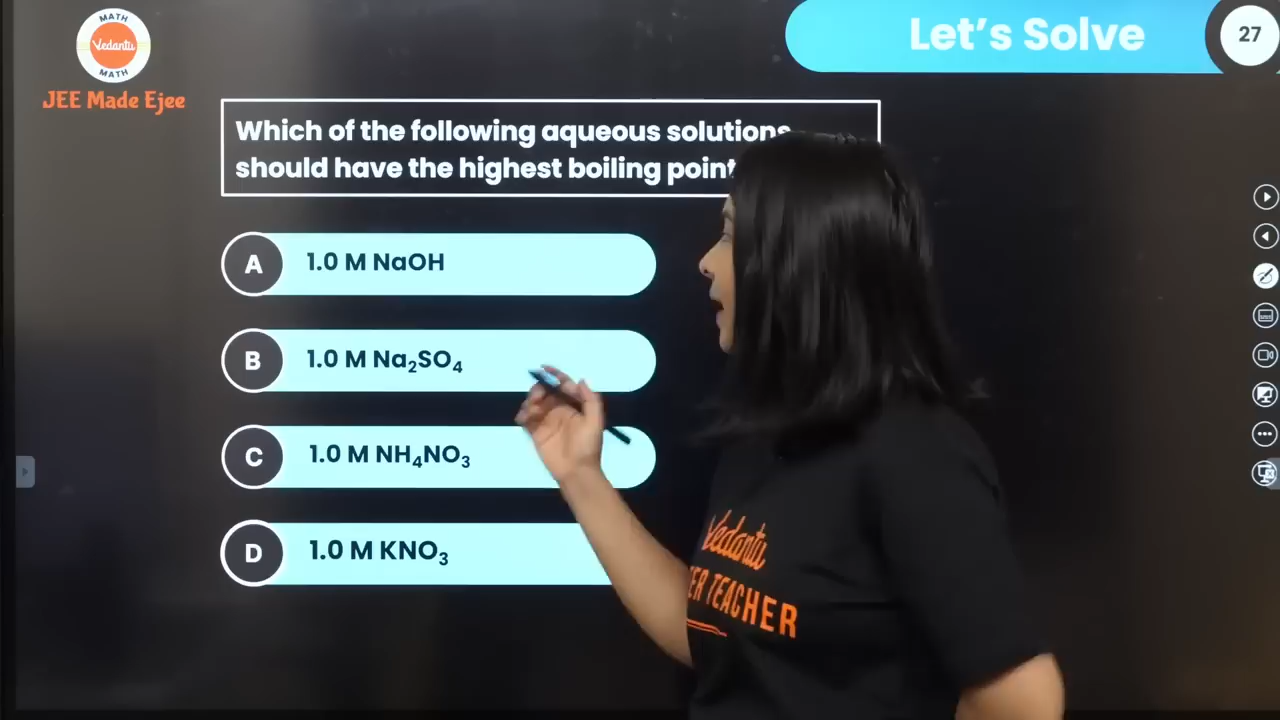 MATH
Vedantu
MATH
JEE Made Ejee
Let's Solve
27
Which of the following aqueous solutions
should have the highest boiling point
A 1.0 M NaOH
B 1.0 M Na₂SO₄
C 1.0 M NH₄NO₃
D 1.0 M KNO₃
Vedantu
TEACHER